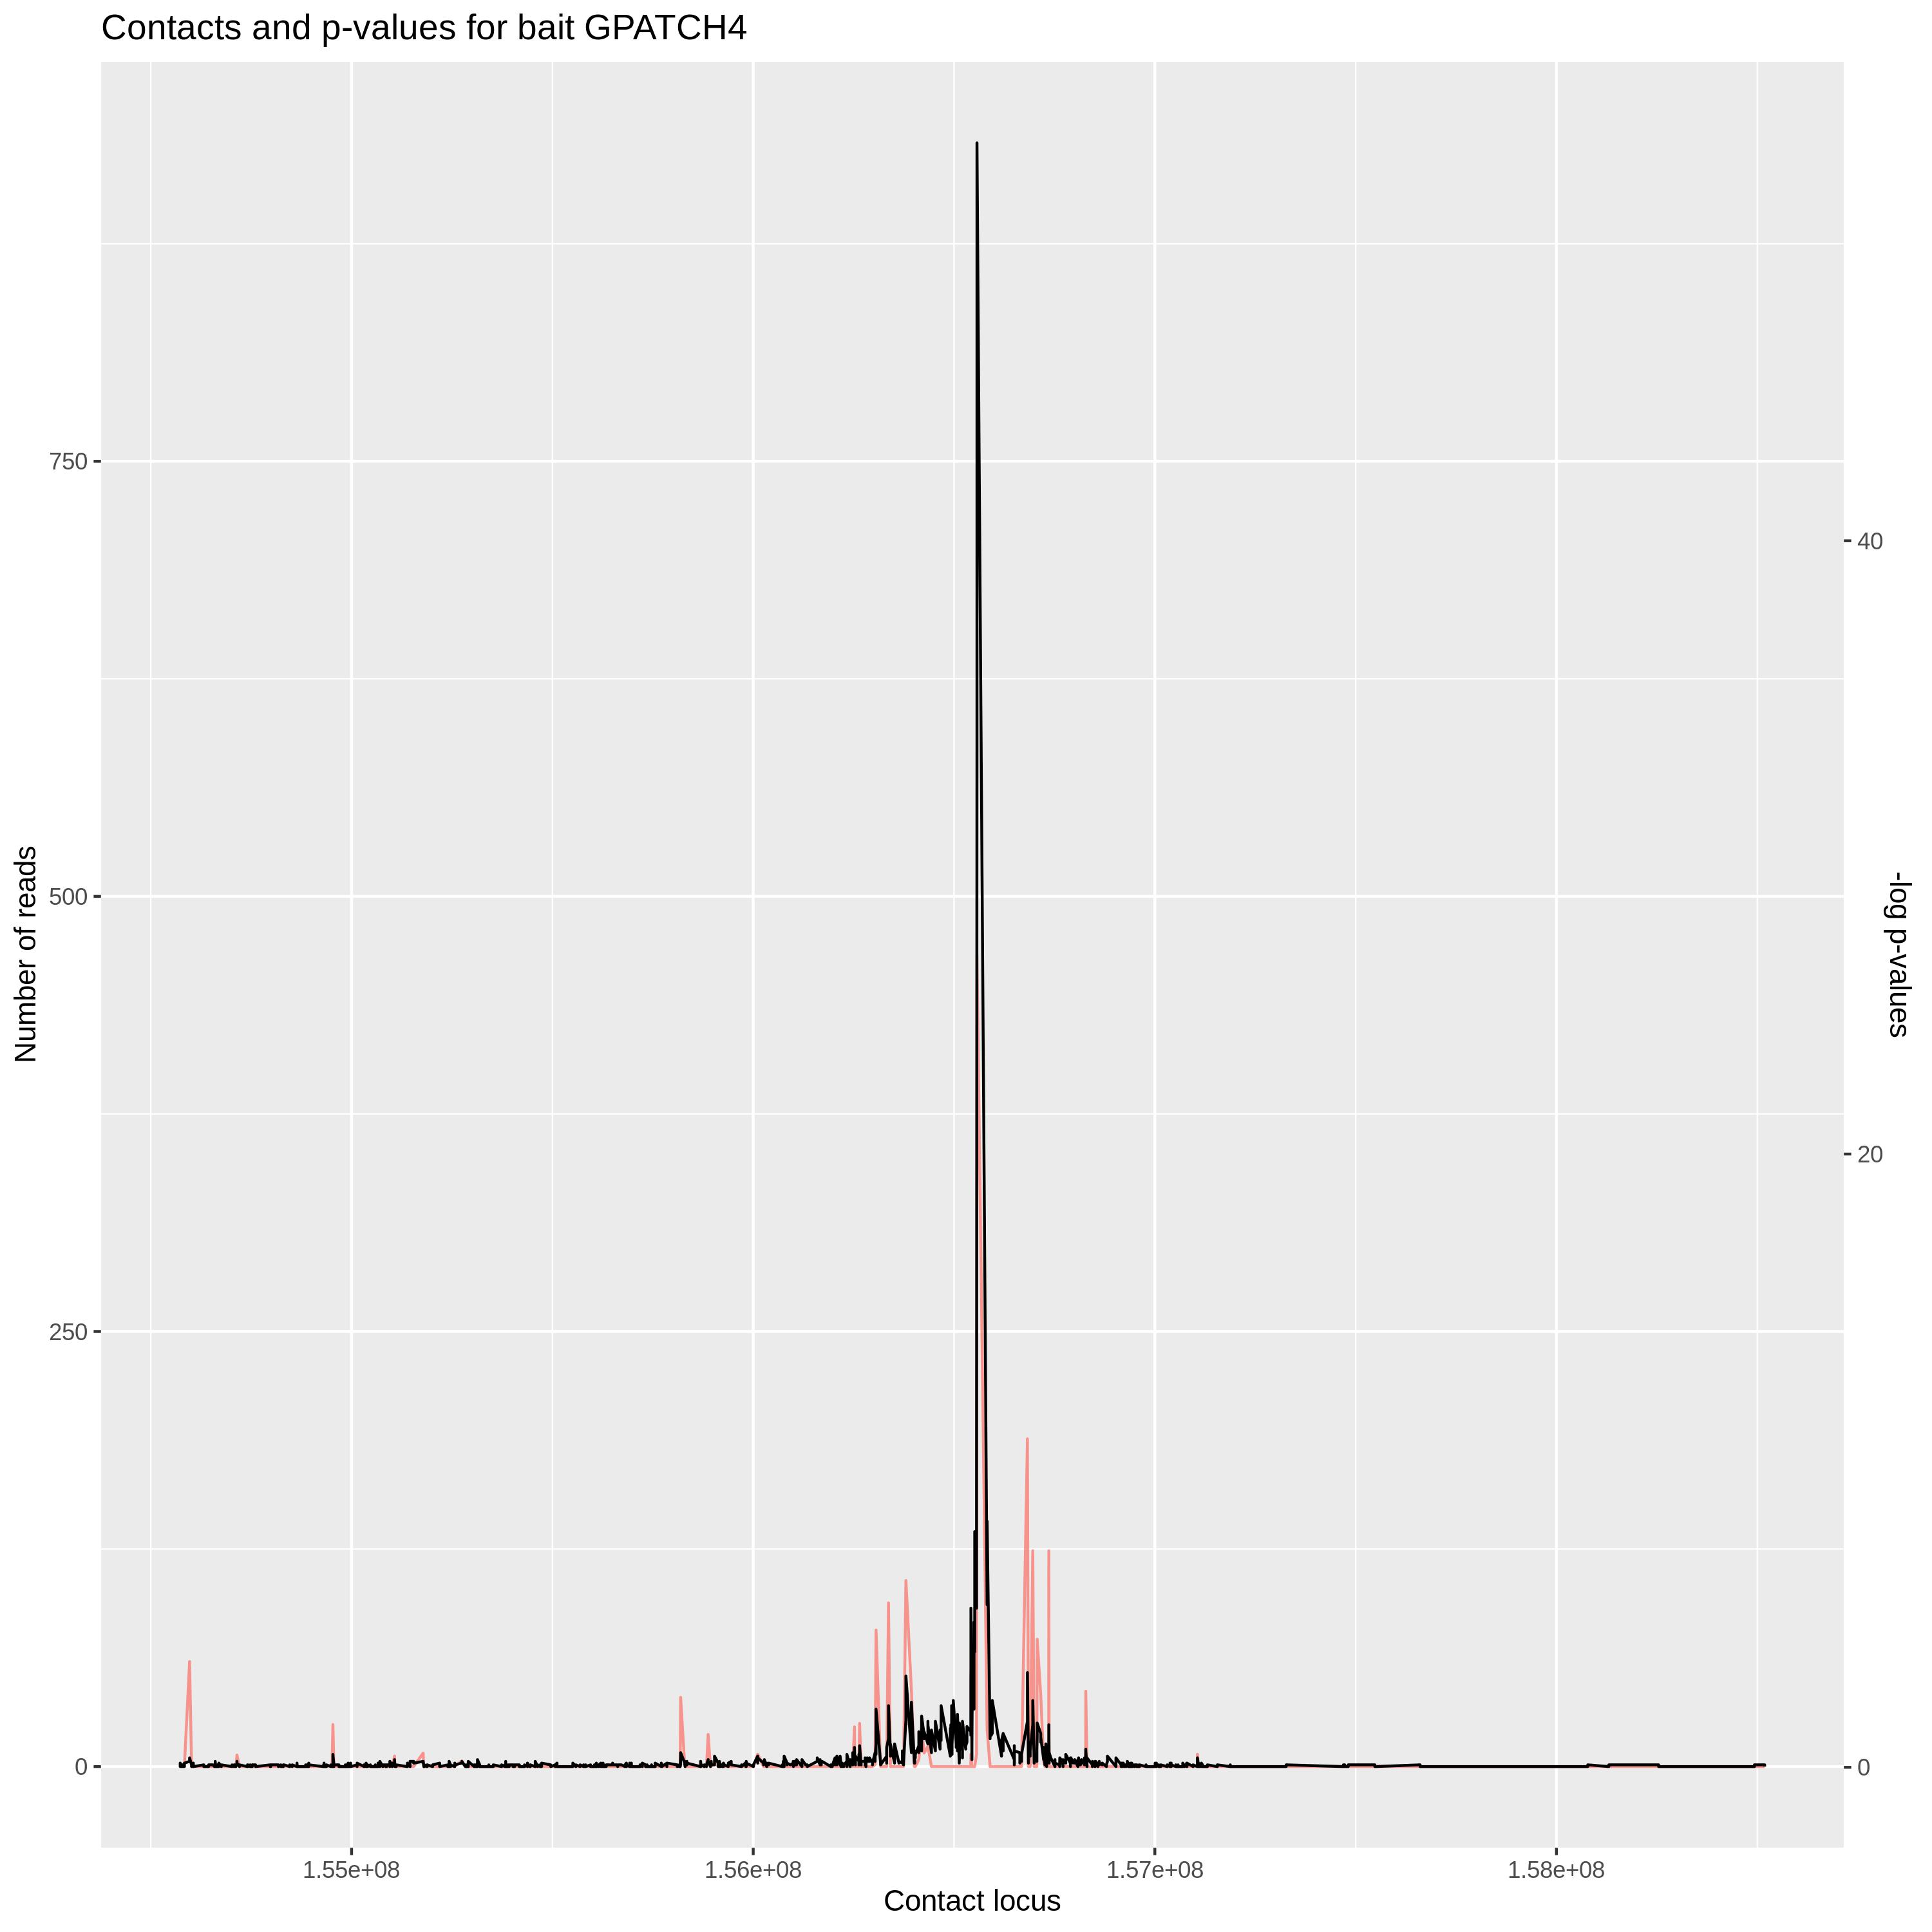 Contacts and p-values for bait GPATCH4
Number of reads
750
500
250
0
40
20
0
-log p-values
1.55e+08
1.56e+08
1.57e+08
1.58e+08
Contact locus